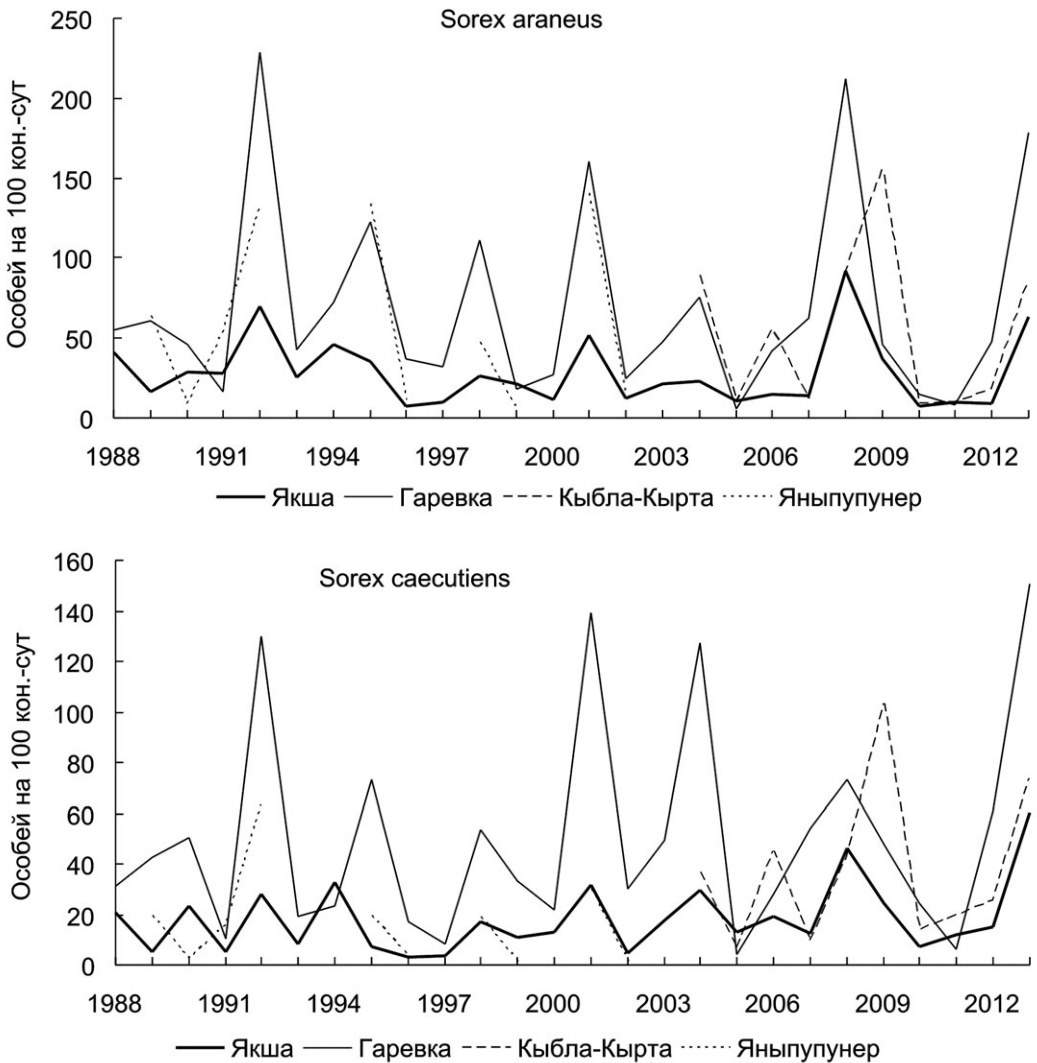 Sorex araneus
Особей на 100 кон.-сут
250
200
150
100
50
0
1988 1991 1994 1997 2000 2003 2006 2009 2012
Якша Гаревка Кыбла-Кырта Яныпупунер
Sorex caecutiens
Особей на 100 кон.-сут
160
140
120
100
80
60
40
20
0
1988 1991 1994 1997 2000 2003 2006 2009 2012
Якша Гаревка Кыбла-Кырта Яныпупунер